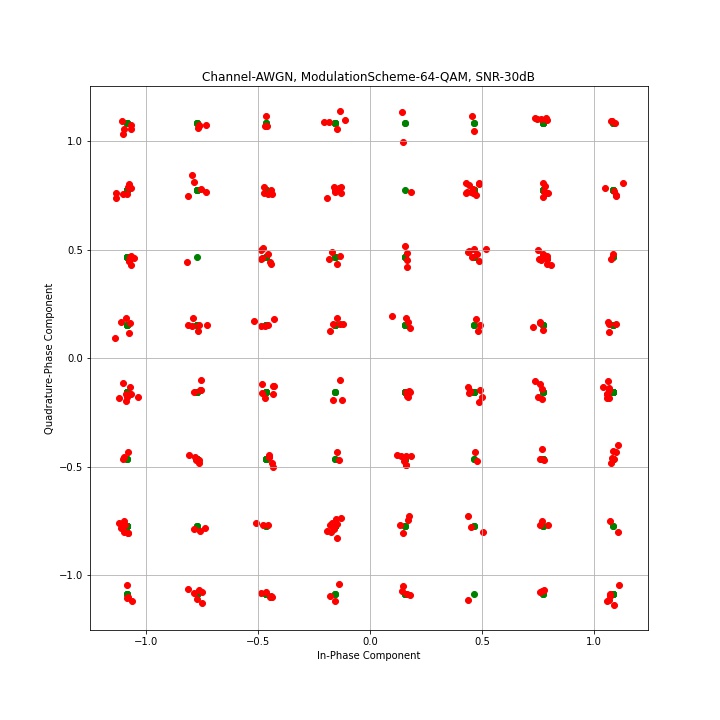 Channel-AWGN, ModulationScheme-64-QAM, SNR-30dB
Quadrature-Phase Component
1.0
0.5
0.0
−0.5
−1.0
−1.0 −0.5 0.0 0.5 1.0
In-Phase Component